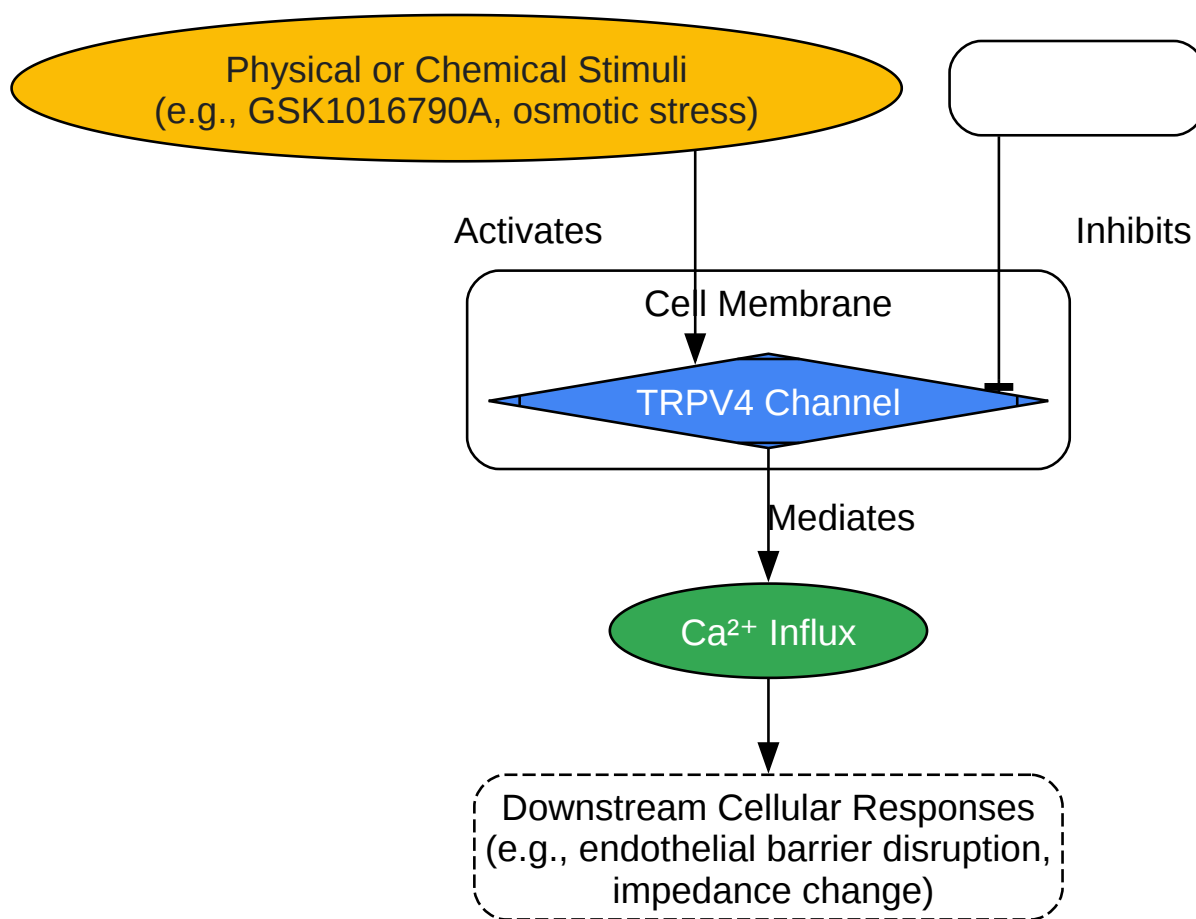 Physical or Chemical Stimuli
(e.g., GSK1016790A, osmotic stress)
Activates
Inhibits
Cell Membrane
TRPV4 Channel
Mediates
Ca²⁺ Influx
Downstream Cellular Responses
(e.g., endothelial barrier disruption,
impedance change)